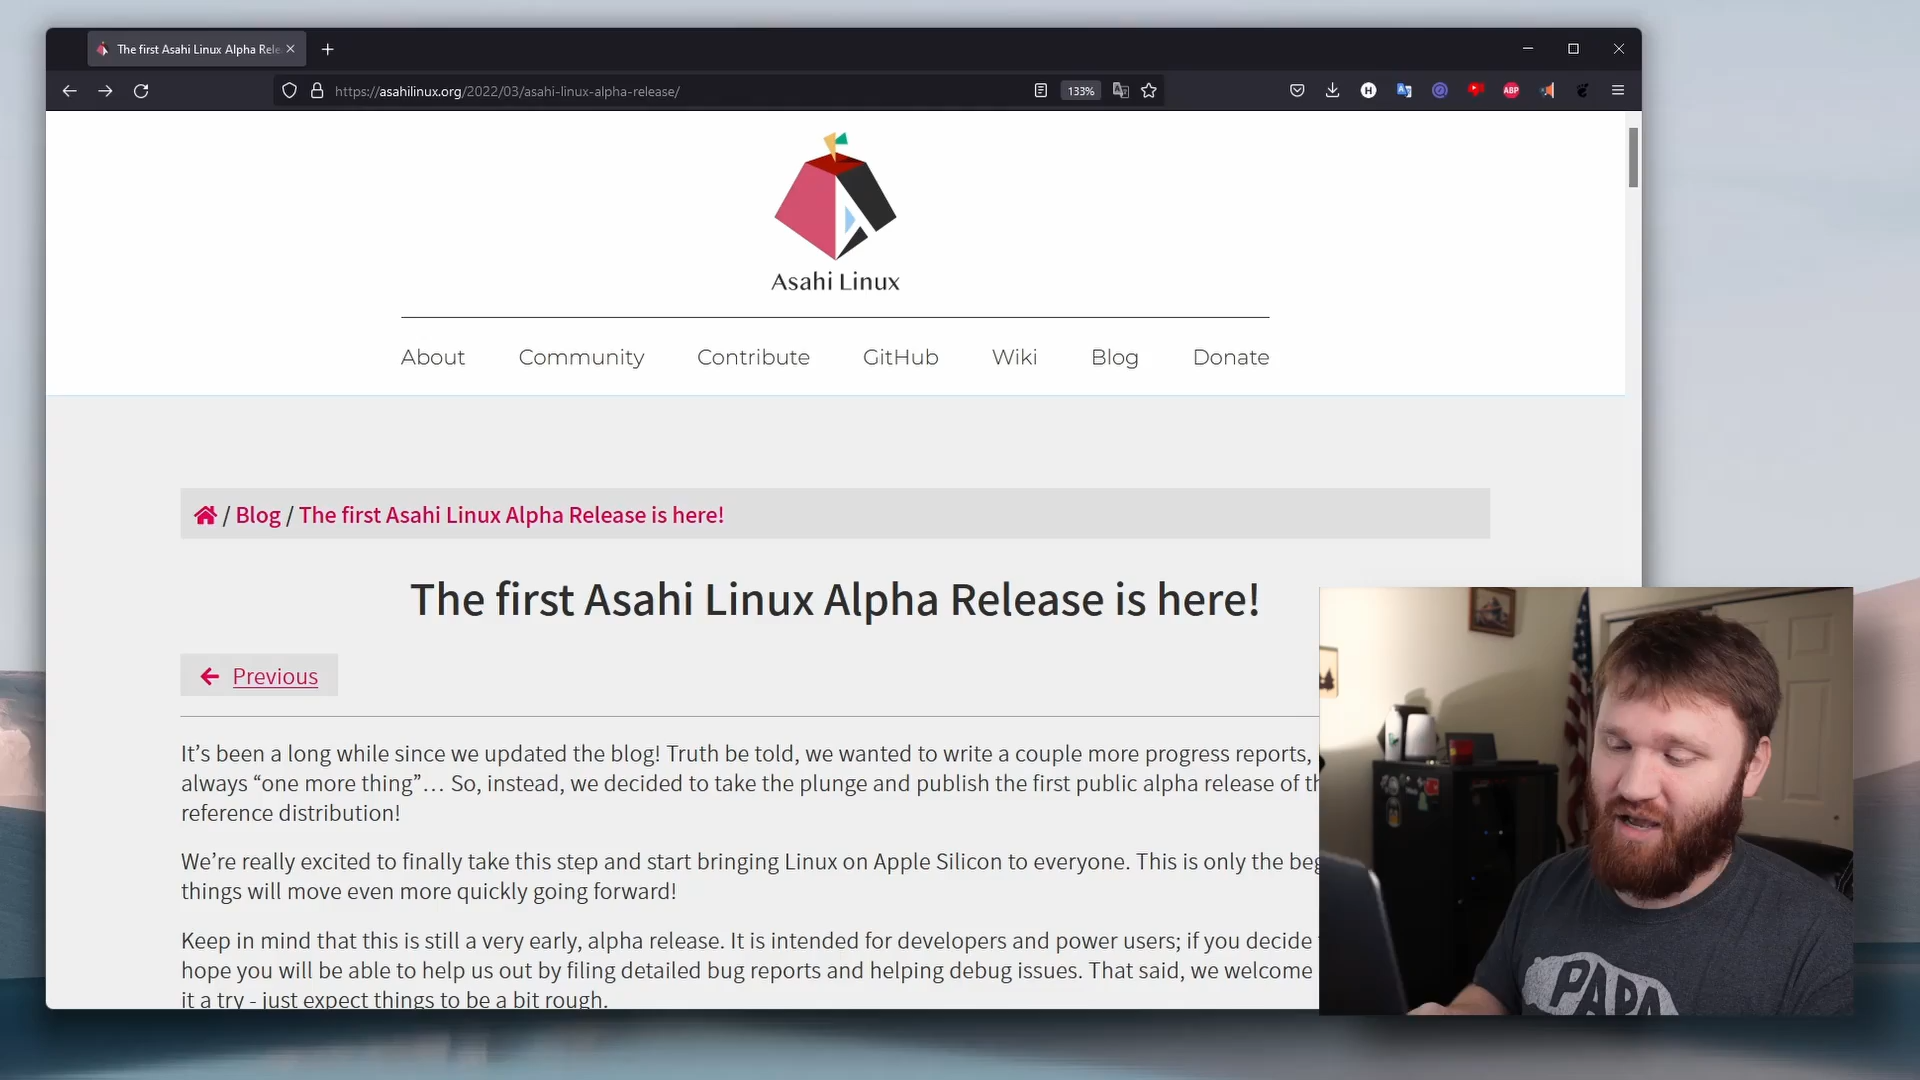 The first Asahi Linux Alpha Rele
https://asahilinux.org/2022/03/asahi-linux-alpha-release/
133%
H
ABP
Asahi Linux
About Community Contribute GitHub Wiki Blog Donate
/ Blog / The first Asahi Linux Alpha Release is here!
The first Asahi Linux Alpha Release is here!
Previous
It’s been a long while since we updated the blog! Truth be told, we wanted to write a couple more progress reports,
always “one more thing”… So, instead, we decided to take the plunge and publish the first public alpha release of
reference distribution!
We’re really excited to finally take this step and start bringing Linux on Apple Silicon to everyone. This is only the
things will move even more quickly going forward!
Keep in mind that this is still a very early, alpha release. It is intended for developers and power users; if you decide
hope you will be able to help us out by filing detailed bug reports and helping debug issues. That said, we welcome
it a try - just expect things to be a bit rough.
PAPA